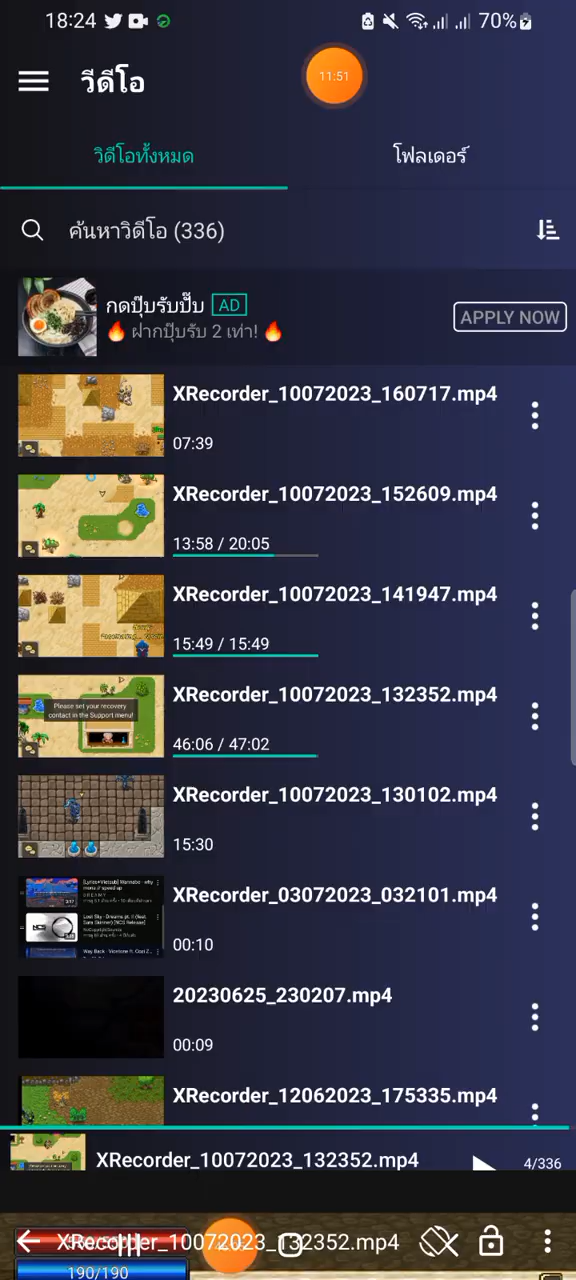 18:24
70%
วีดีโอ
11:51
วิดีโอทั้งหมด
โฟลเดอร์
ค้นหาวิดีโอ (336)
กดปุ๊บรับปั๊บ AD
🔥 ฝากปุ๊บรับ 2 เท่า! 🔥
APPLY NOW
XRecorder_10072023_160717.mp4
07:39
XRecorder_10072023_152609.mp4
13:58 / 20:05
XRecorder_10072023_141947.mp4
15:49 / 15:49
XRecorder_10072023_132352.mp4
Please set your recovery
contact in the Support menu!
46:06 / 47:02
XRecorder_10072023_130102.mp4
15:30
XRecorder_03072023_032101.mp4
00:10
20230625_230207.mp4
00:09
XRecorder_12062023_175335.mp4
XRecorder_10072023_132352.mp4
4/336
XRecorder_10072023_132352.mp4
190/190